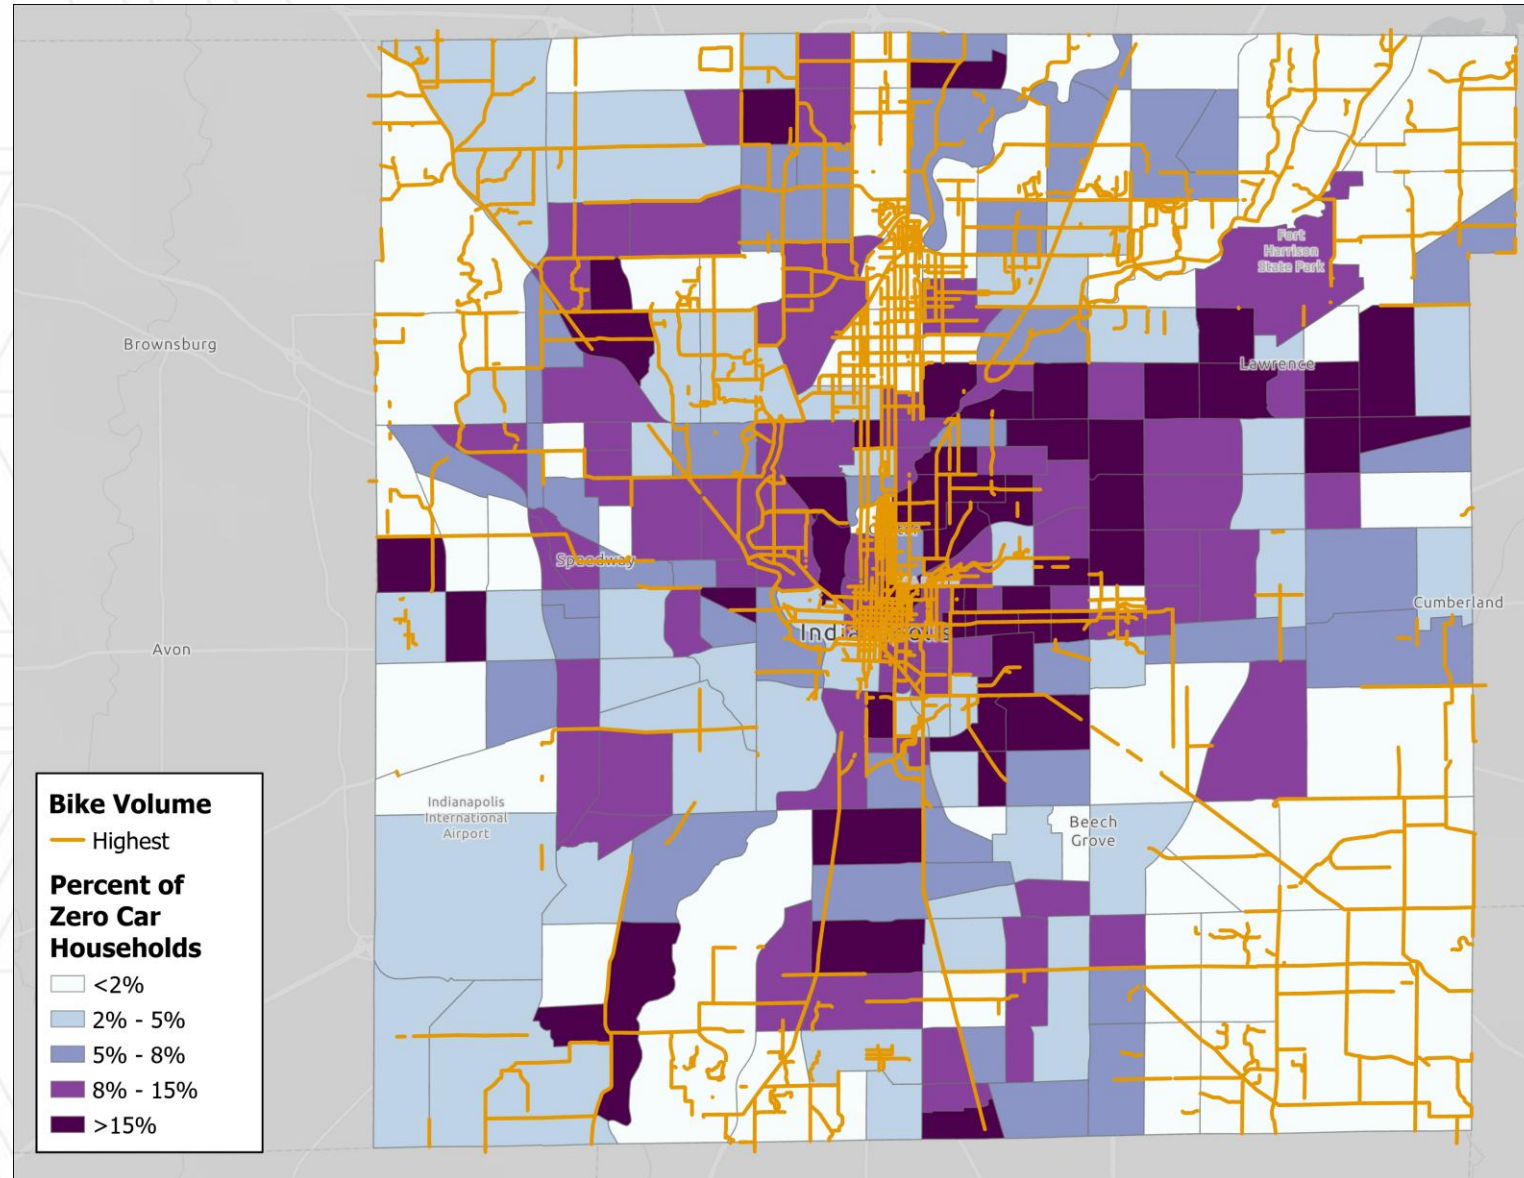 Fort
Harrison
State Park
Brownsburg
Lawrence
Speedway
Cumberland
Avon
Indianapolis
International
Airport
Beech
Grove
Bike Volume
Highest
Percent of
Zero Car
Households
<2%
2% - 5%
5% - 8%
8% - 15%
>15%